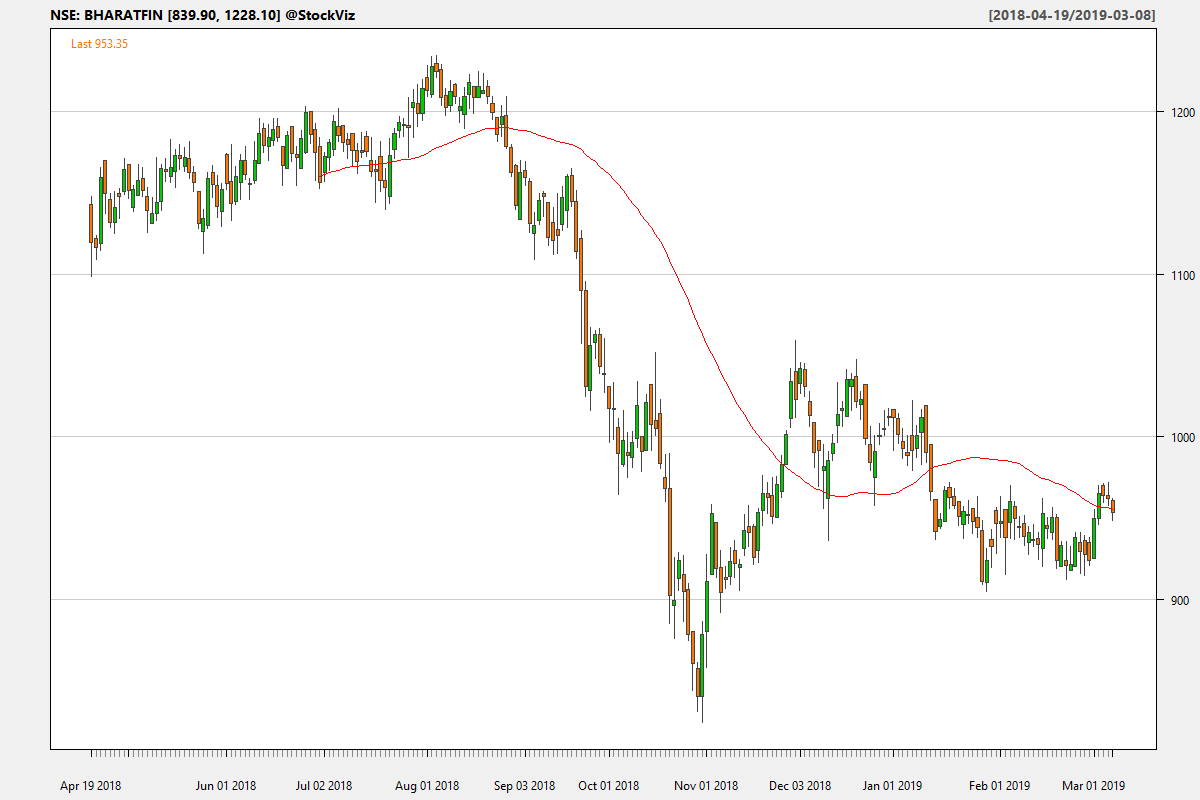 NSE: BHARATFIN [839.90, 1228.10] @StockViz
[2018-04-19/2019-03-08]
Last 953.35
1200
1100
1000
900
Apr 19 2018 Jun 01 2018 Jul 02 2018 Aug 01 2018 Sep 03 2018 Oct 01 2018 Nov 01 2018 Dec 03 2018 Jan 01 2019 Feb 01 2019 Mar 01 2019